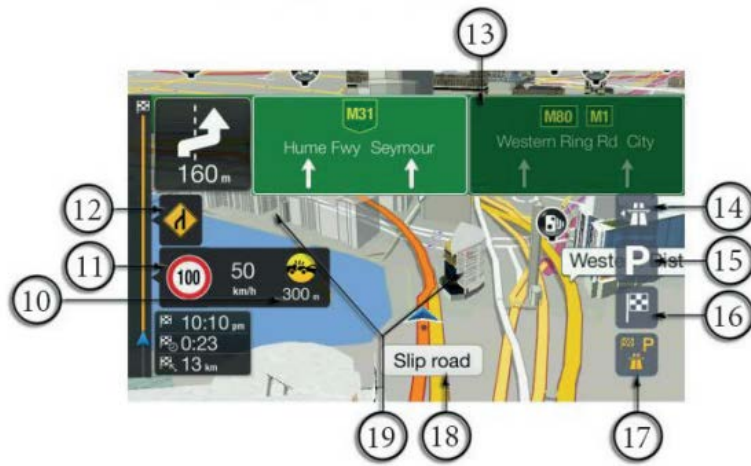 13
M31
Hume Fwy Seymour
M80 M1
Western Ring Rd City
160 m
12
14
11
100
50
km/h
300 m
10
P
15
16
10:10 pm
0:23
13 km
P
Slip road
19
18
17